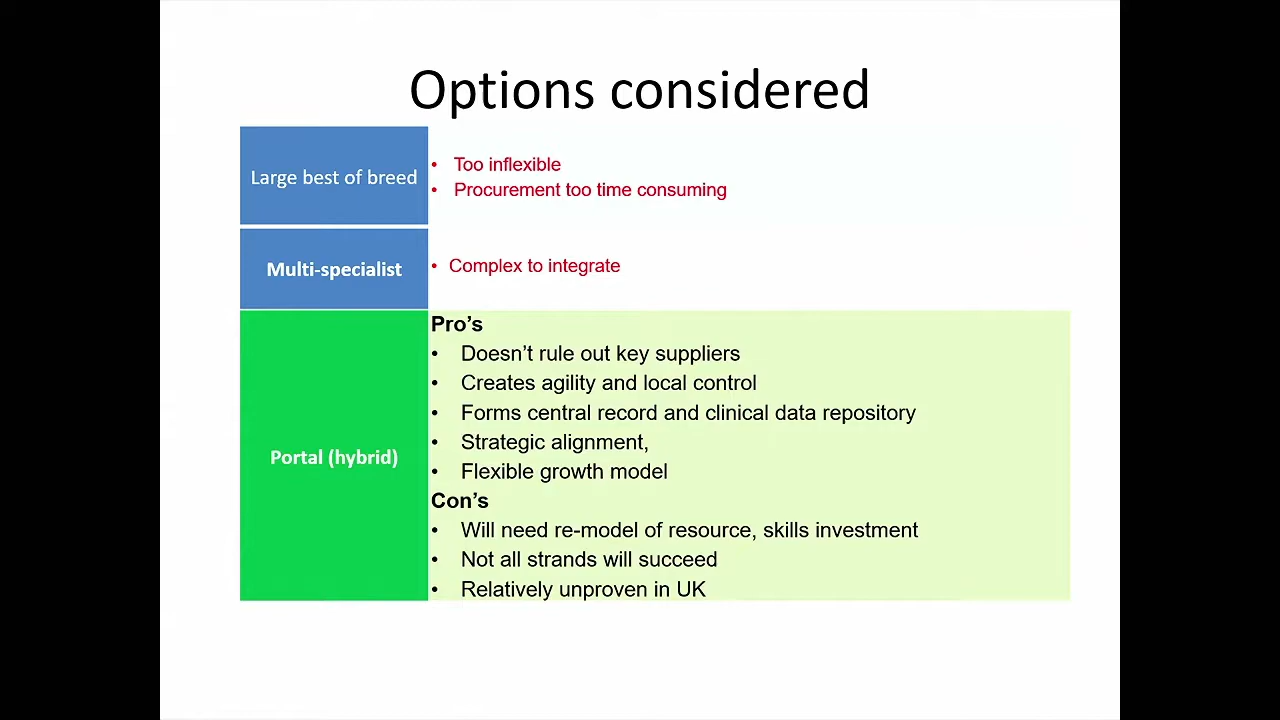 Options considered
Large best of breed
• Too inflexible
• Procurement too time consuming
Multi-specialist
• Complex to integrate
Portal (hybrid)
Pro’s
• Doesn’t rule out key suppliers
• Creates agility and local control
• Forms central record and clinical data repository
• Strategic alignment,
• Flexible growth model
Con’s
• Will need re-model of resource, skills investment
• Not all strands will succeed
• Relatively unproven in UK